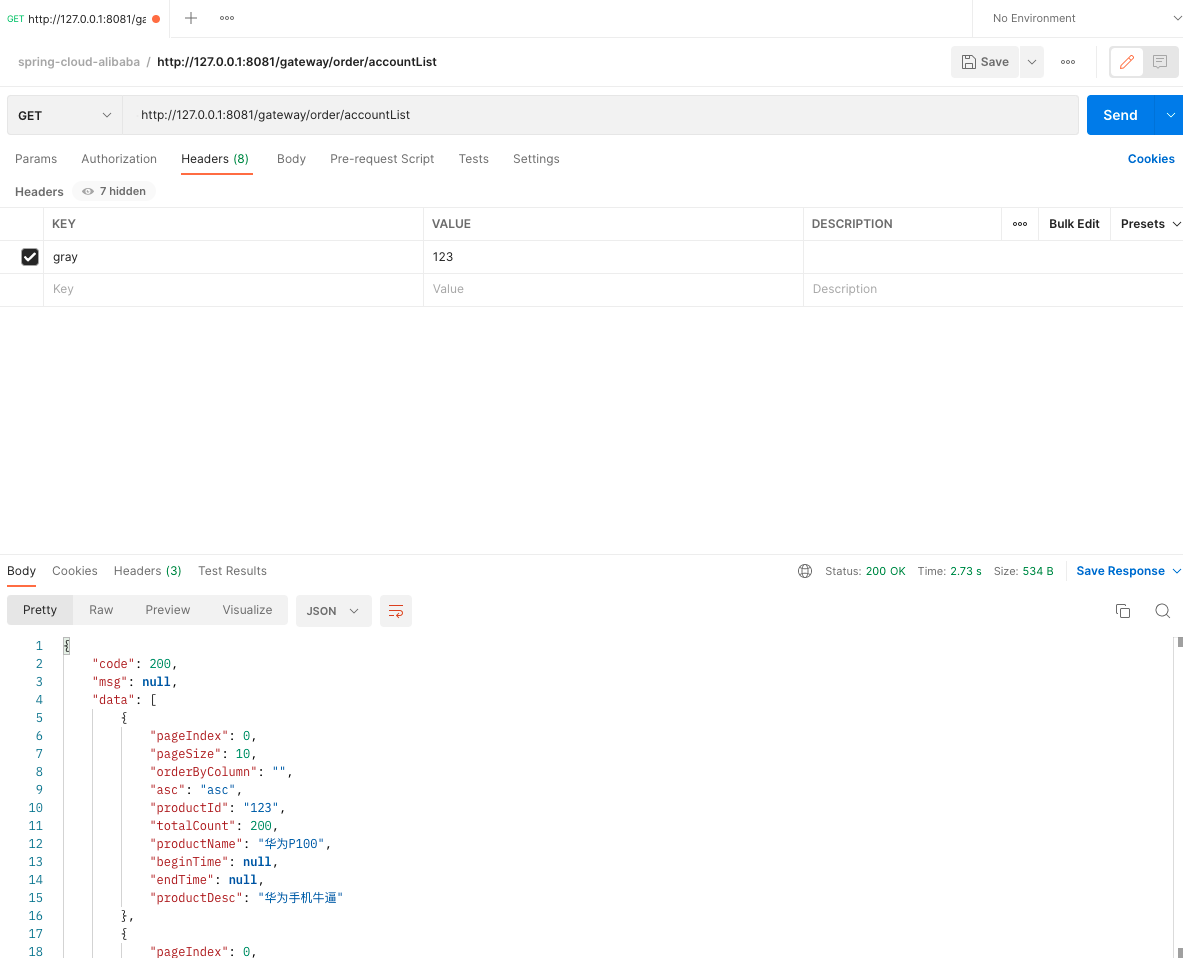 GET http://127.0.0.1:8081/ga
No Environment
spring-cloud-alibaba / http://127.0.0.1:8081/gateway/order/accountList
Save
GET http://127.0.0.1:8081/gateway/order/accountList Send
Params Authorization Headers (8) Body Pre-request Script Tests Settings Cookies
Headers 7 hidden
KEY VALUE DESCRIPTION Bulk Edit Presets
gray 123
Key Value Description
Body Cookies Headers (3) Test Results Status: 200 OK Time: 2.73 s Size: 534 B Save Response
Pretty Raw Preview Visualize JSON
1 {
2 "code": 200,
3 "msg": null,
4 "data": [
5 {
6 "pageIndex": 0,
7 "pageSize": 10,
8 "orderByColumn": "",
9 "asc": "asc",
10 "productId": "123",
11 "totalCount": 200,
12 "productName": "华为P100",
13 "beginTime": null,
14 "endTime": null,
15 "productDesc": "华为手机牛逼"
16 },
17 {
18 "pageIndex": 0,